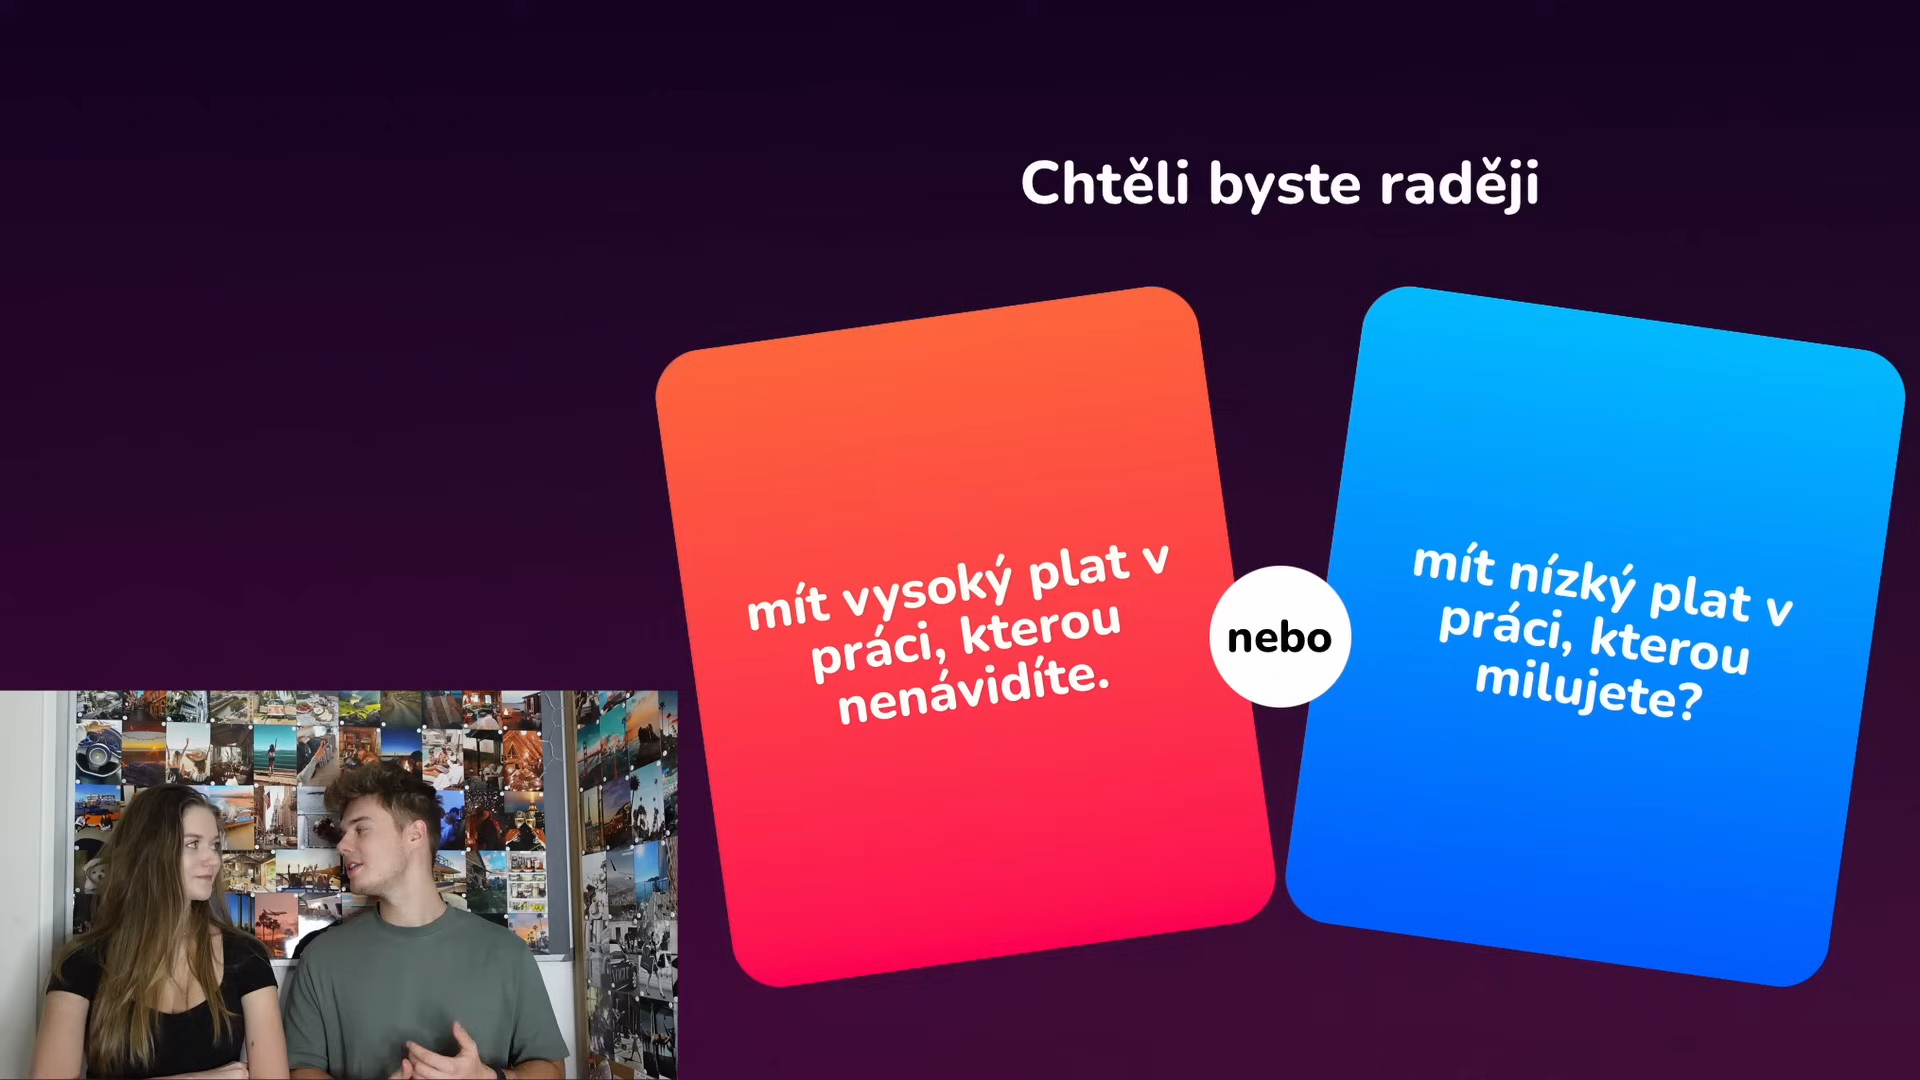 Chtěli byste raději
mít vysoký plat v
práci, kterou
nenávidíte.
nebo
mít nízký plat v
práci, kterou
milujete?